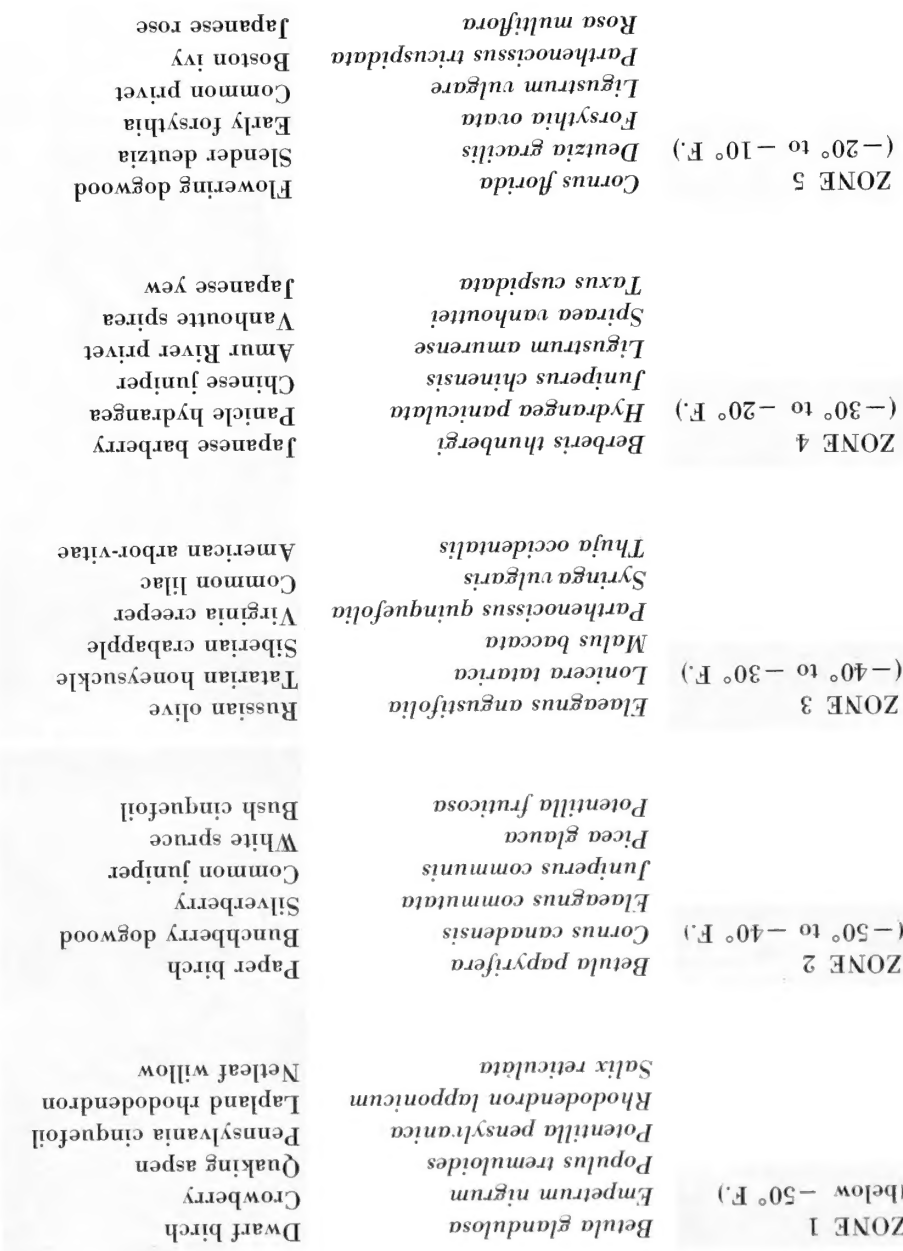 ZONE 1 Betula glandulosa Dwarf birch
(below —50° F.) Empetrum nigrum Crowberry
Populus tremuloides Quaking aspen
Potentilla pensylvanica Pennsylvania cinquefoil
Rhododendron lapponicum Lapland rhododendron
Salix reticulata Netleaf willow
ZONE 2 Betula papyrifera Paper birch
(—50° to —40° F.) Cornus canadensis Bunchberry dogwood
Elaeagnus commutata Silverberry
Juniperus communis Common juniper
Picea glauca White spruce
Potentilla fruticosa Bush cinquefoil
ZONE 3 Elaeagnus angustifolia Russian olive
(—40° to —30° F.) Lonicera tatarica Tatarian honeysuckle
Malus baccata Siberian crabapple
Parthenocissus quinquefolia Virginia creeper
Syringa vulgaris Common lilac
Thuja occidentalis American arbor-vitae
ZONE 4 Berberis thunbergi Japanese barberry
(—30° to —20° F.) Hydrangea paniculata Panicle hydrangea
Juniperus chinensis Chinese juniper
Ligustrum amurense Amur River privet
Spiraea vanhouttei Vanhoutte spirea
Taxus cuspidata Japanese yew
ZONE 5 Cornus florida Flowering dogwood
(—20° to —10° F.) Deutzia gracilis Slender deutzia
Forsythia ovata Early forsythia
Ligustrum vulgare Common privet
Parthenocissus tricuspidata Boston ivy
Rosa multiflora Japanese rose